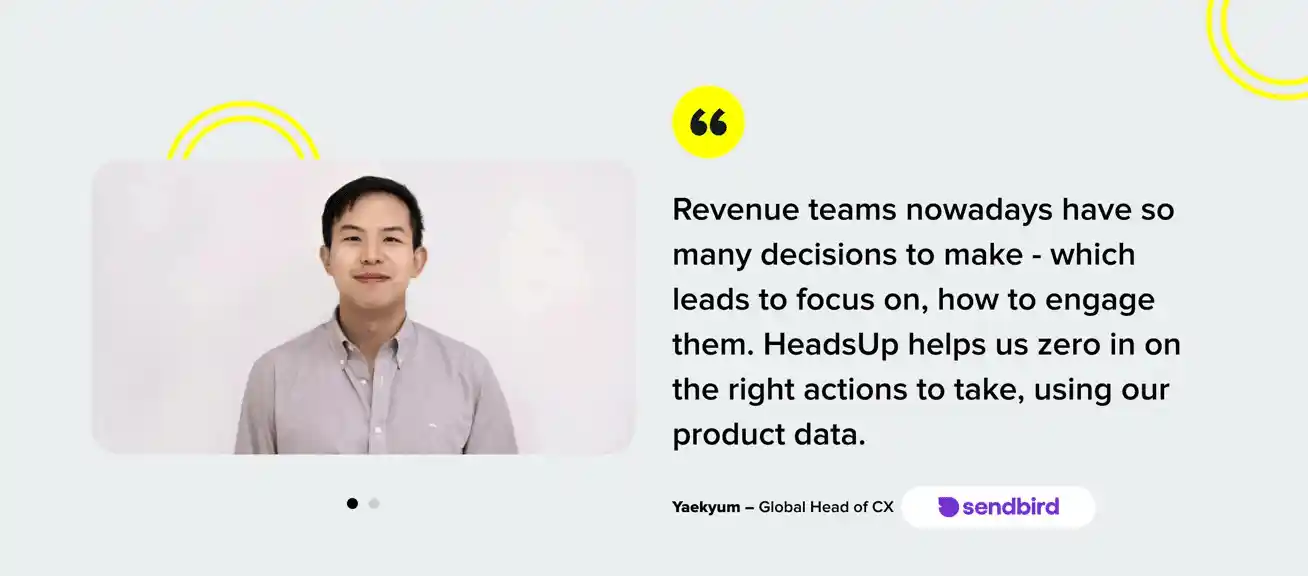 “
Revenue teams nowadays have so
many decisions to make - which
leads to focus on, how to engage
them. HeadsUp helps us zero in on
the right actions to take, using our
product data.
Yaekyum – Global Head of CX sendbird